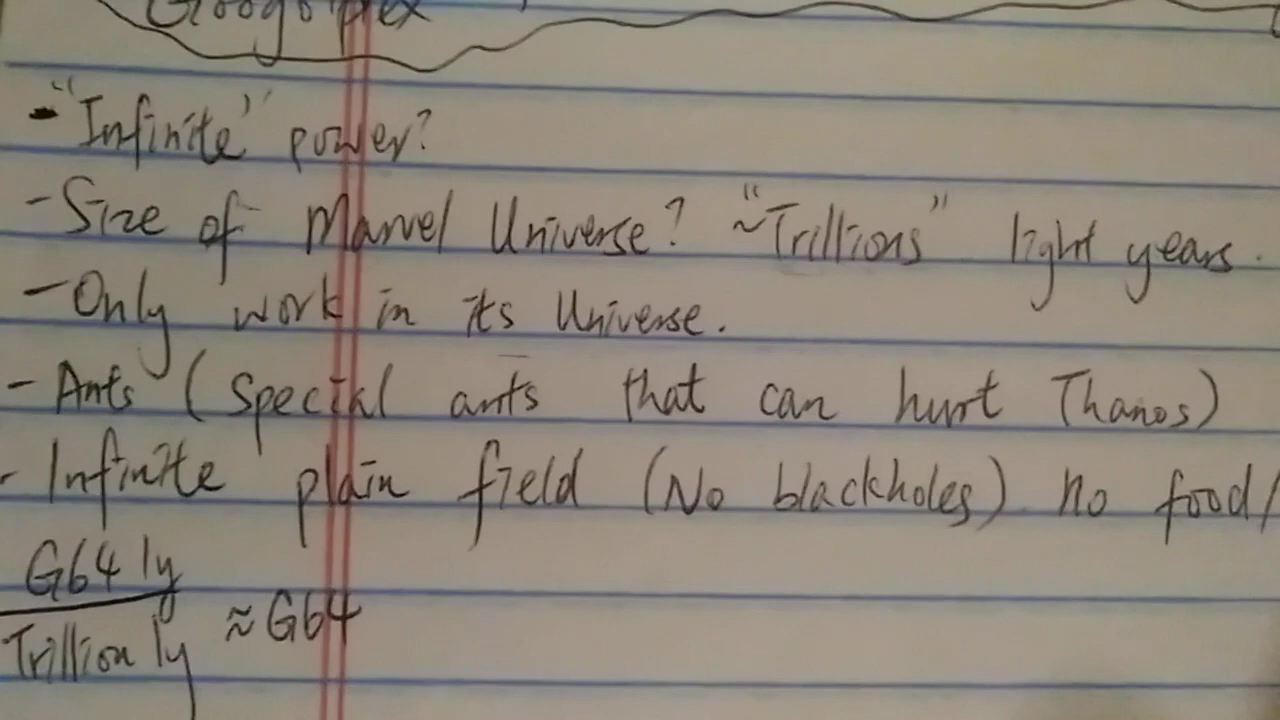 Googolplex
- "Infinite" power?
- Size of Marvel Universe? ~"Trillions" light years.
- Only work in its Universe.
- Ants (Special ants that can hurt Thanos)
- Infinite plain field (No blackholes) no food/
G64 ly
Trillion ly ≈ G64